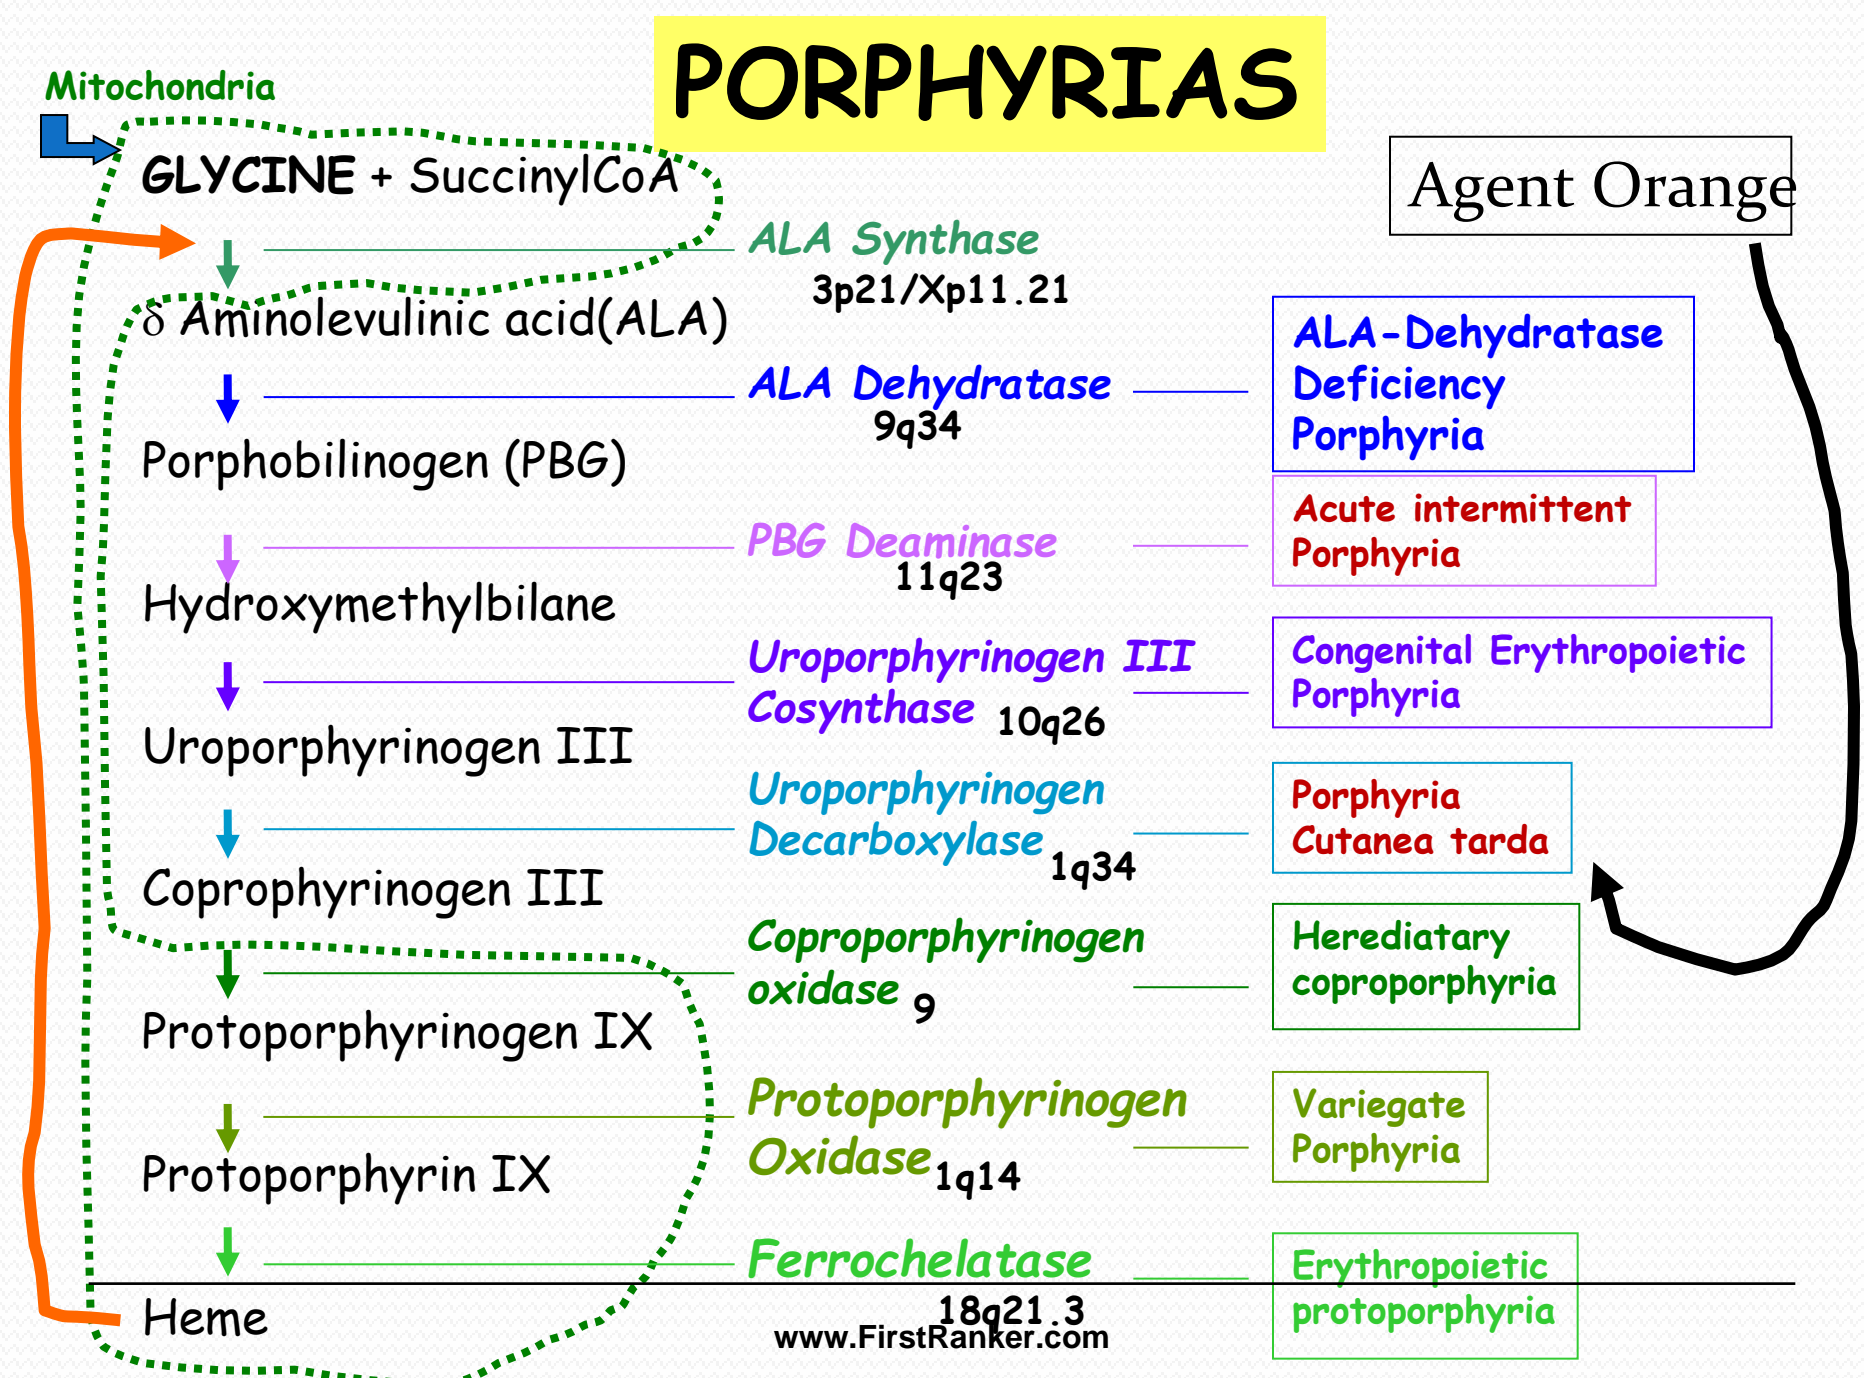 PORPHYRIAS
Mitochondria
Agent Orange
GLYCINE + SuccinylCoA
ALA Synthase
3p21/Xp11.21
δ Aminolevulinic acid(ALA)
ALA Dehydratase
9q34
ALA-Dehydratase
Deficiency
Porphyria
Porphobilinogen (PBG)
PBG Deaminase
11q23
Acute intermittent
Porphyria
Hydroxymethylbilane
Uroporphyrinogen III
Cosynthase 10q26
Congenital Erythropoietic
Porphyria
Uroporphyrinogen III
Uroporphyrinogen
Decarboxylase 1q34
Porphyria
Cutanea tarda
Coprophyrinogen III
Coproporphyrinogen
oxidase 9
Herediatary
coproporphyria
Protoporphyrinogen IX
Protoporphyrinogen
Oxidase 1q14
Variegate
Porphyria
Protoporphyrin IX
Ferrochelatase
18q21.3
Erythropoietic
protoporphyria
Heme
www.FirstRanker.com